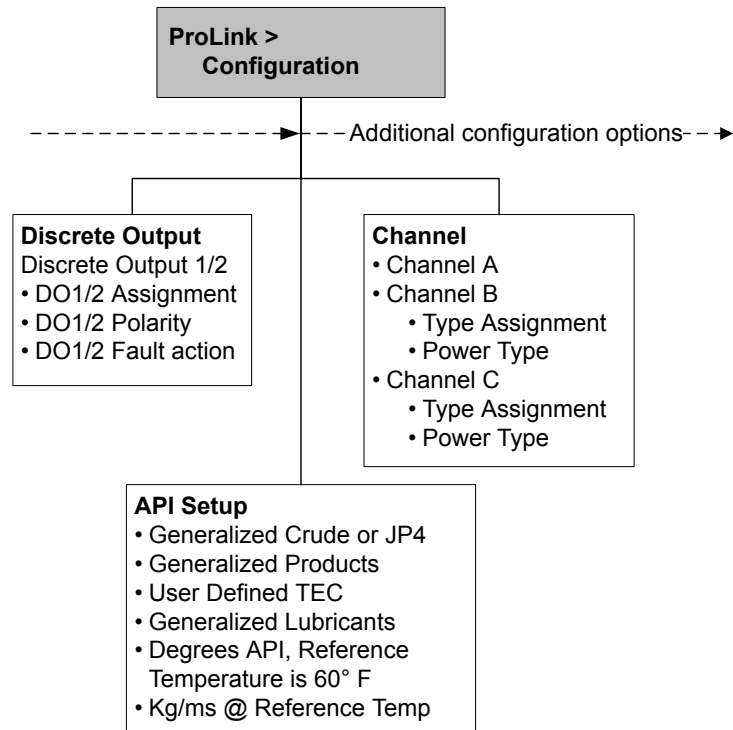 ProLink >
Configuration
Additional configuration options
Discrete Output
Discrete Output 1/2
• DO1/2 Assignment
• DO1/2 Polarity
• DO1/2 Fault action
Channel
• Channel A
• Channel B
• Type Assignment
• Power Type
• Channel C
• Type Assignment
• Power Type
API Setup
• Generalized Crude or JP4
• Generalized Products
• User Defined TEC
• Generalized Lubricants
• Degrees API, Reference
Temperature is 60° F
• Kg/ms @ Reference Temp